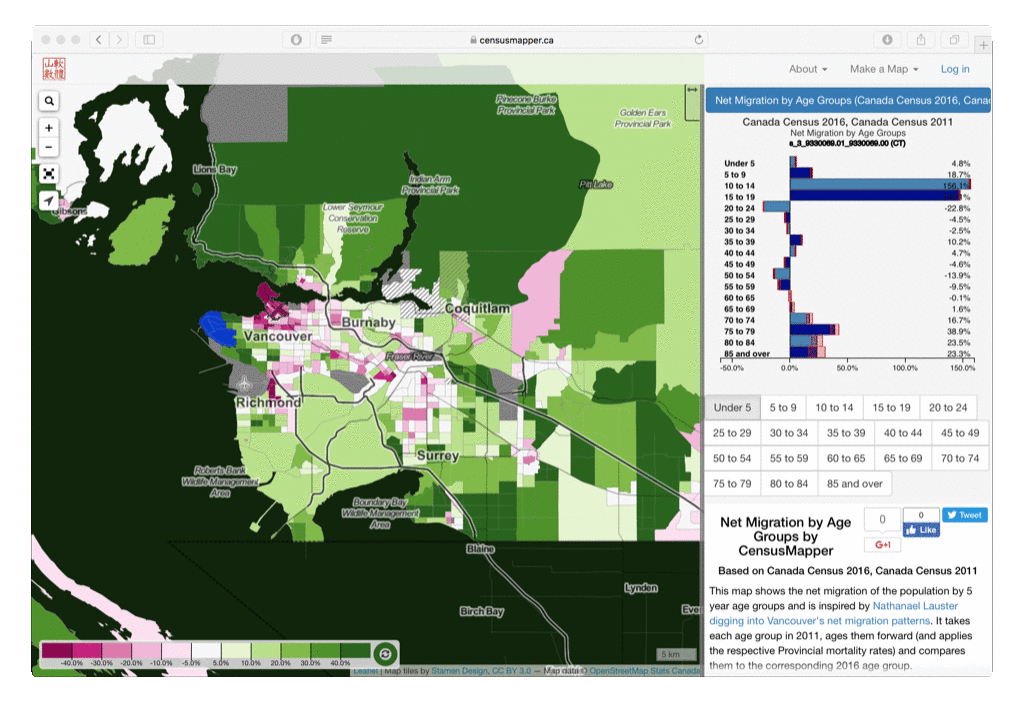 censusmapper.ca
About
Make a Map
Log in
Net Migration by Age Groups (Canada Census 2016, Cana
Canada Census 2016, Canada Census 2011
Net Migration by Age Groups
a_3_9330069.01_9330069.00 (CT)
Under 5 4.8%
5 to 9 18.7%
10 to 14 156.1%
15 to 19
20 to 24 -22.8%
25 to 29 -4.5%
30 to 34 -2.5%
35 to 39 10.2%
40 to 44 4.7%
45 to 49 -4.6%
50 to 54 -13.9%
55 to 59 -9.5%
60 to 65 -0.1%
65 to 69 1.6%
70 to 74 16.7%
75 to 79 38.9%
80 to 84 23.5%
85 and over 23.3%
-50.0% 0.0% 50.0% 100.0% 150.0%
Under 5 5 to 9 10 to 14 15 to 19 20 to 24
25 to 29 30 to 34 35 to 39 40 to 44 45 to 49
50 to 54 55 to 59 60 to 65 65 to 69 70 to 74
75 to 79 80 to 84 85 and over
Net Migration by Age
Groups by
CensusMapper
0
G+1
0
Like
Tweet
Based on Canada Census 2016, Canada Census 2011
This map shows the net migration of the population by 5
year age groups and is inspired by Nathanael Lauster
digging into Vancouver's net migration patterns. It takes
each age group in 2011, ages them forward (and applies
the respective Provincial mortality rates) and compares
them to the corresponding 2016 age group.
Pinecone Burke
Provincial Park
Golden Ears
Provincial Park
Lions Bay
Indian Arm
Provincial Park
Pitt Lake
Gibsons
Lower Seymour
Conservation
Reserve
Coquitlam
Burnaby
Vancouver
Fraser River
Richmond
Surrey
Roberts Bank
Wildlife Management
Area
Boundary Bay
Wildlife Management
Area
Blaine
Lynden
Birch Bay
Eve
-40.0% -30.0% -20.0% -10.0% -5.0% 5.0% 10.0% 20.0% 30.0% 40.0%
5 km
Leaflet | Map tiles by Stamen Design, CC BY 3.0 — Map data © OpenStreetMap Stats Canada